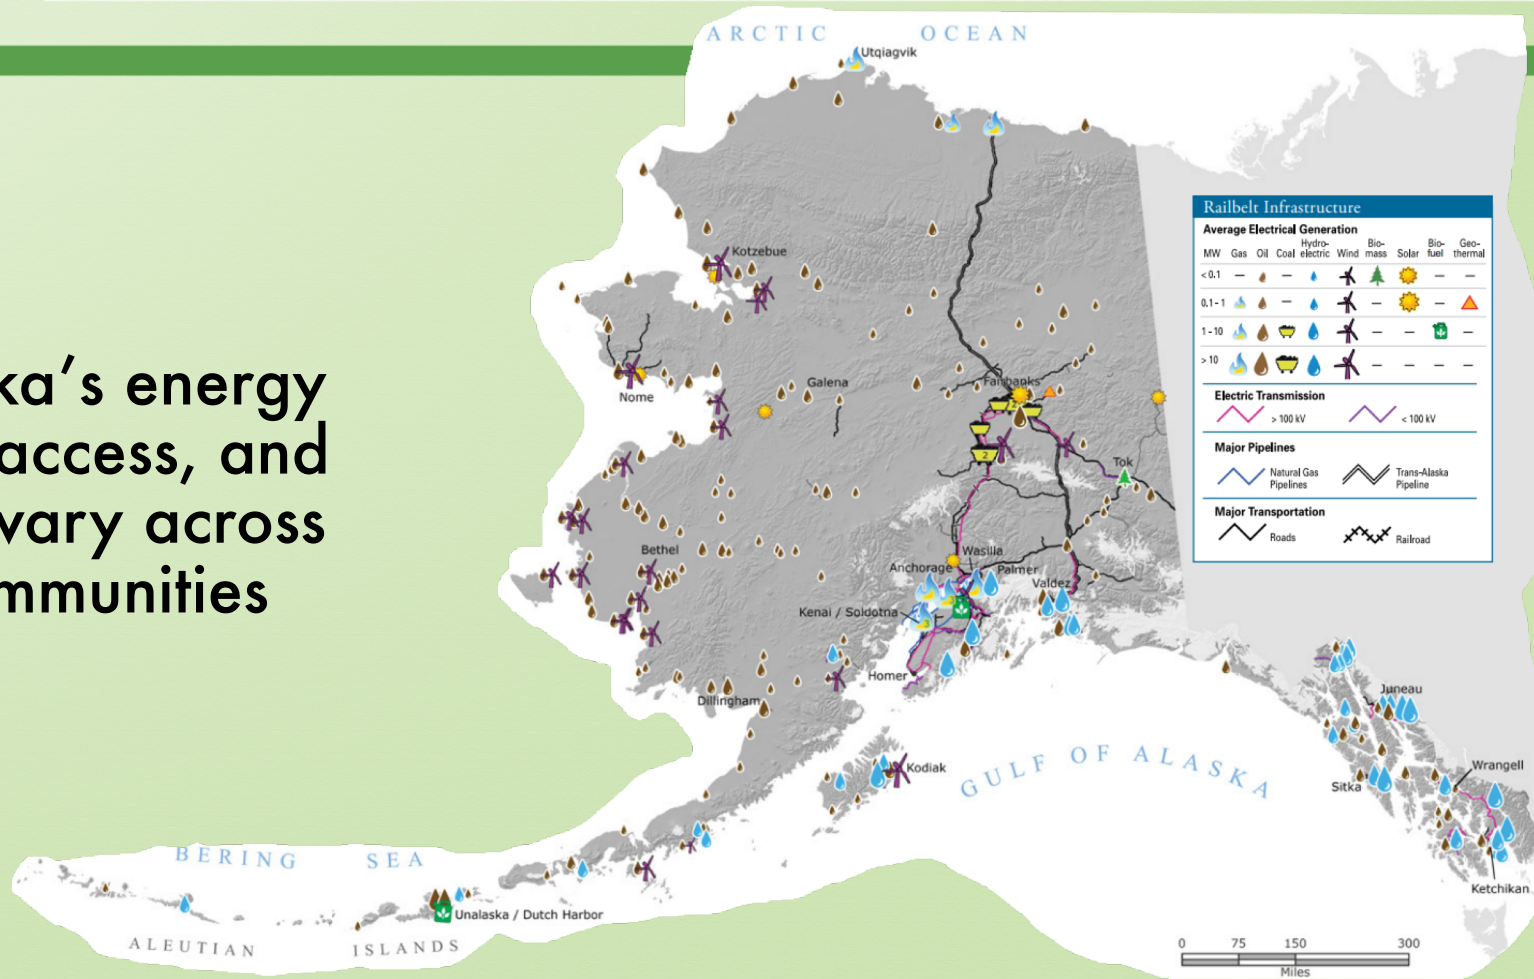 ka's energy
access, and
vary across
mmunities
ARCTIC OCEAN
Utqiagvik
Kotzebue
Nome
Galena
Fairbanks
Tok
Bethel
Wasilla
Anchorage
Palmer
Valdez
Kenai / Soldotna
Homer
Dillingham
Kodiak
Juneau
Sitka
Wrangell
Ketchikan
GULF OF ALASKA
BERING SEA
Unalaska / Dutch Harbor
ALEUTIAN ISLANDS
Railbelt Infrastructure
Average Electrical Generation
MW Gas Oil Coal Hydro-electric Wind Bio-mass Solar Bio-fuel Geo-thermal
< 0.1
0.1 - 1
1 - 10
> 10
Electric Transmission
> 100 kV < 100 kV
Major Pipelines
Natural Gas Trans-Alaska
Pipelines Pipeline
Major Transportation
Roads Railroad
2
2
0 75 150 300
Miles